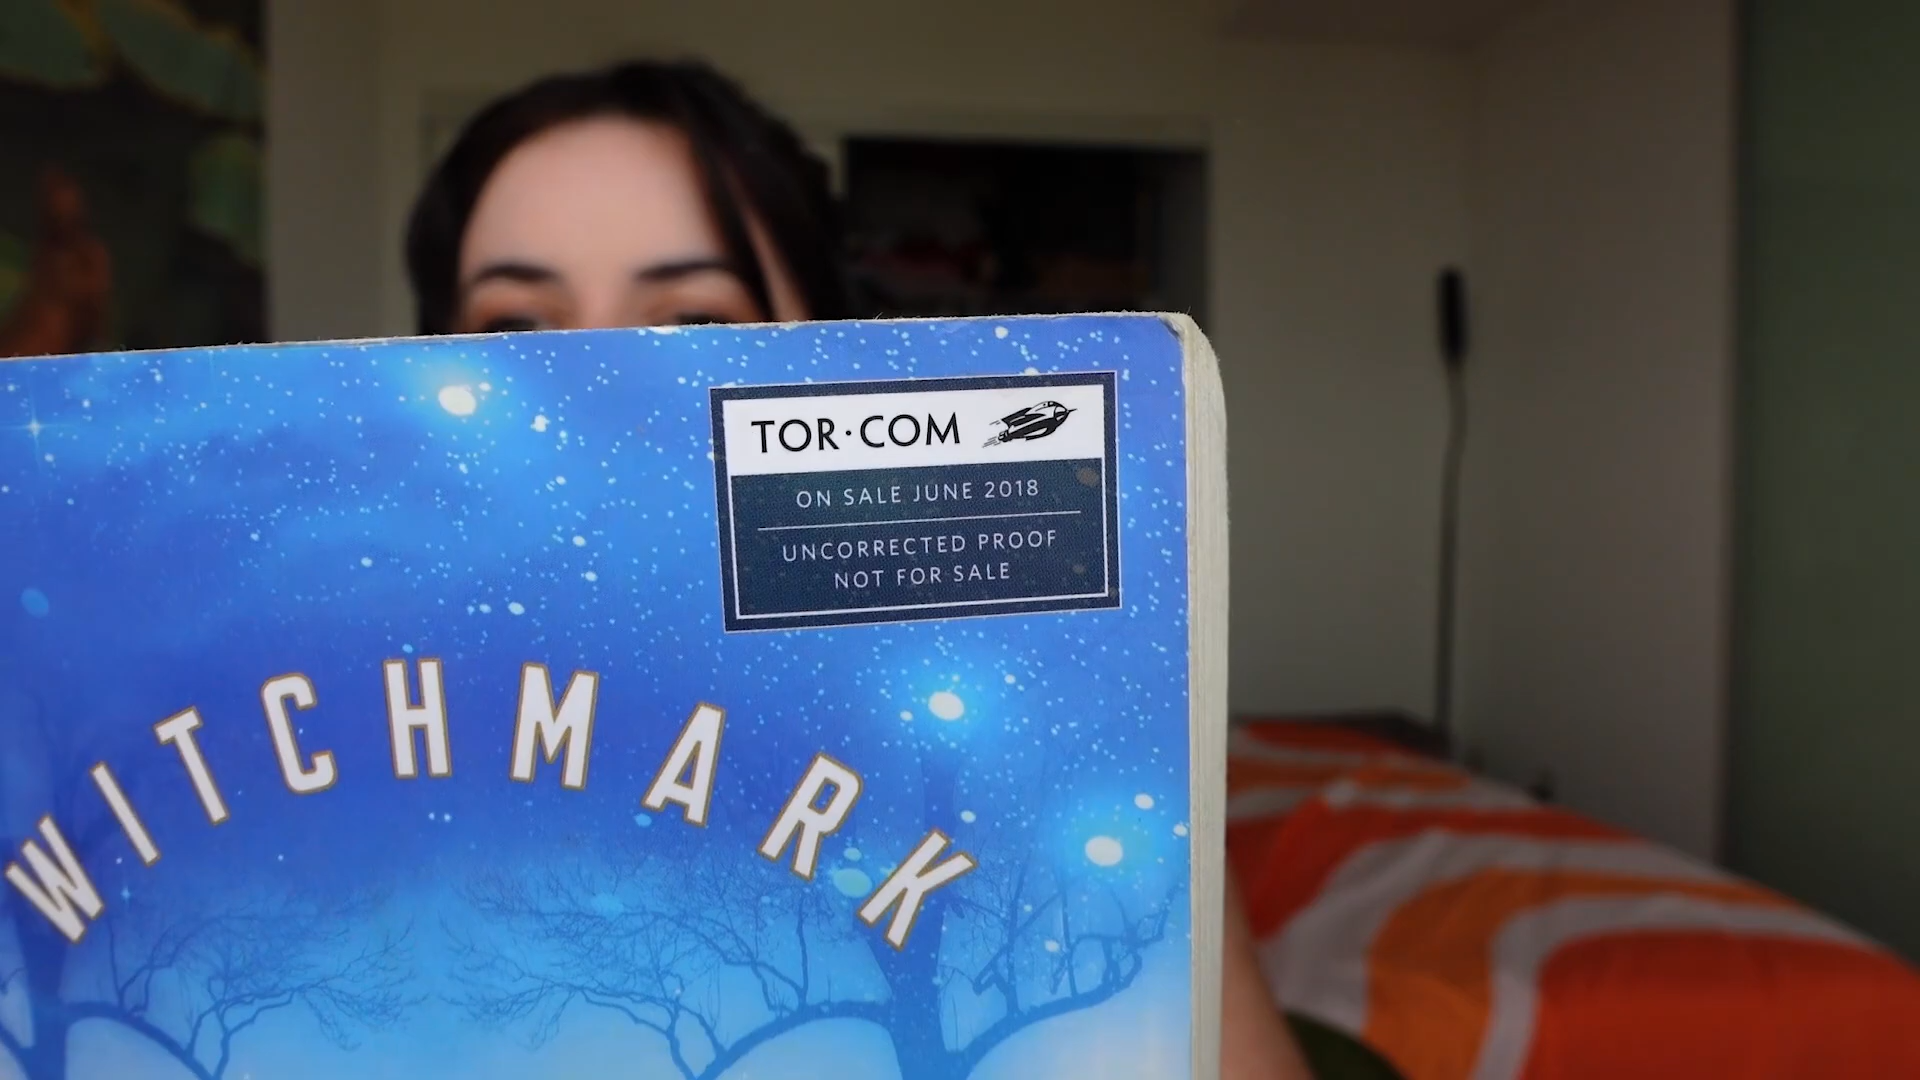 TOR·COM
ON SALE JUNE 2018
UNCORRECTED PROOF
NOT FOR SALE
WITCHMARK